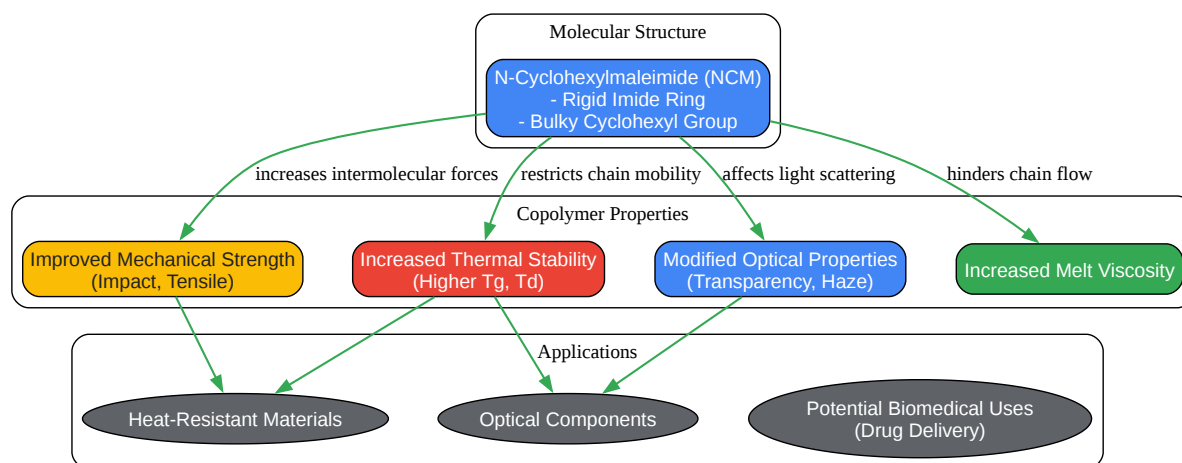 Molecular Structure
N-Cyclohexylmaleimide (NCM)
- Rigid Imide Ring
- Bulky Cyclohexyl Group
increases intermolecular forces
restricts chain mobility
affects light scattering
hinders chain flow
Copolymer Properties
Improved Mechanical Strength
(Impact, Tensile)
Increased Thermal Stability
(Higher Tg, Td)
Modified Optical Properties
(Transparency, Haze)
Increased Melt Viscosity
Applications
Heat-Resistant Materials
Optical Components
Potential Biomedical Uses
(Drug Delivery)